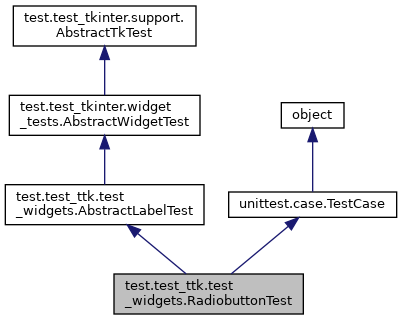 test.test_tkinter.support.
AbstractTkTest
test.test_tkinter.widget
_tests.AbstractWidgetTest
object
test.test_ttk.test
_widgets.AbstractLabelTest
unittest.case.TestCase
test.test_ttk.test
_widgets.RadiobuttonTest